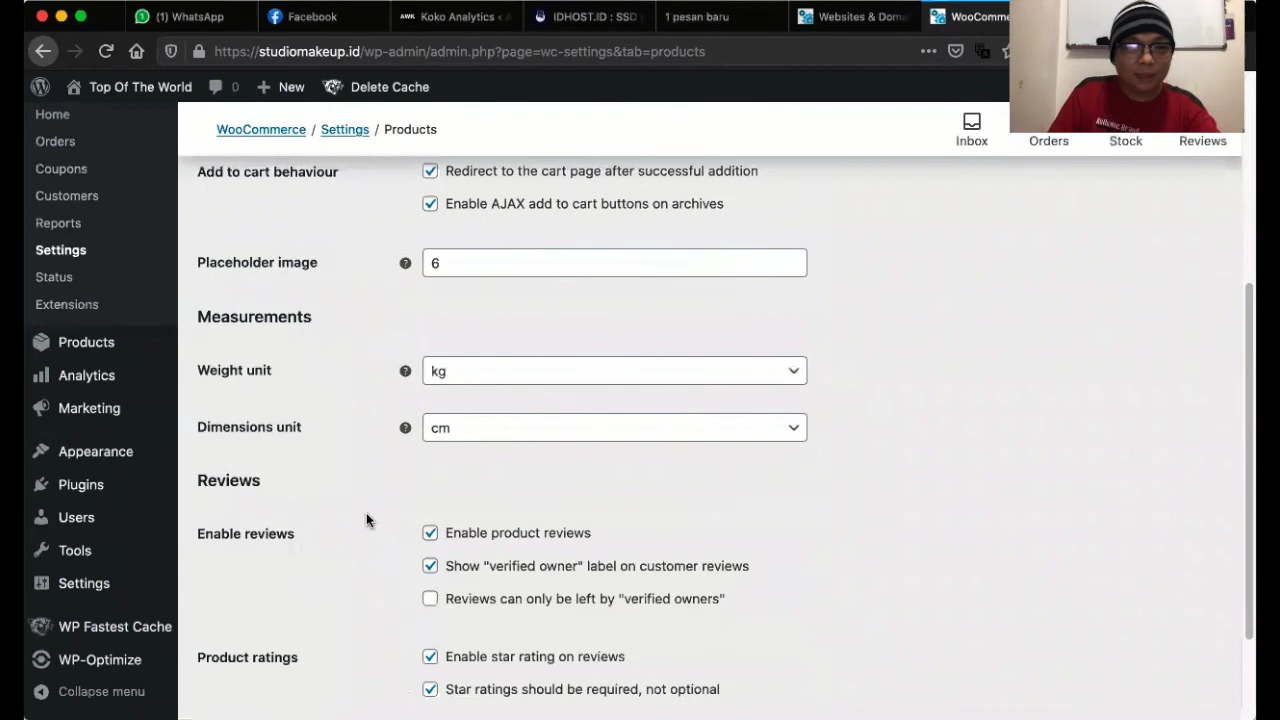 (1) WhatsApp
Facebook
AWK Koko Analytics ‹ A
IDHOST.ID : SSD
1 pesan baru
Websites & Doma
WooComme
https://studiomakeup.id/wp-admin/admin.php?page=wc-settings&tab=products
Top Of The World
0
New
Delete Cache
Home
Orders
Coupons
Customers
Reports
Settings
Status
Extensions
Products
Analytics
Marketing
Appearance
Plugins
Users
Tools
Settings
WP Fastest Cache
WP-Optimize
Collapse menu
WooCommerce / Settings / Products
Inbox
Orders
Stock
Reviews
Add to cart behaviour
Redirect to the cart page after successful addition
Enable AJAX add to cart buttons on archives
Placeholder image
6
Measurements
Weight unit
kg
Dimensions unit
cm
Reviews
Enable reviews
Enable product reviews
Show "verified owner" label on customer reviews
Reviews can only be left by "verified owners"
Product ratings
Enable star rating on reviews
Star ratings should be required, not optional